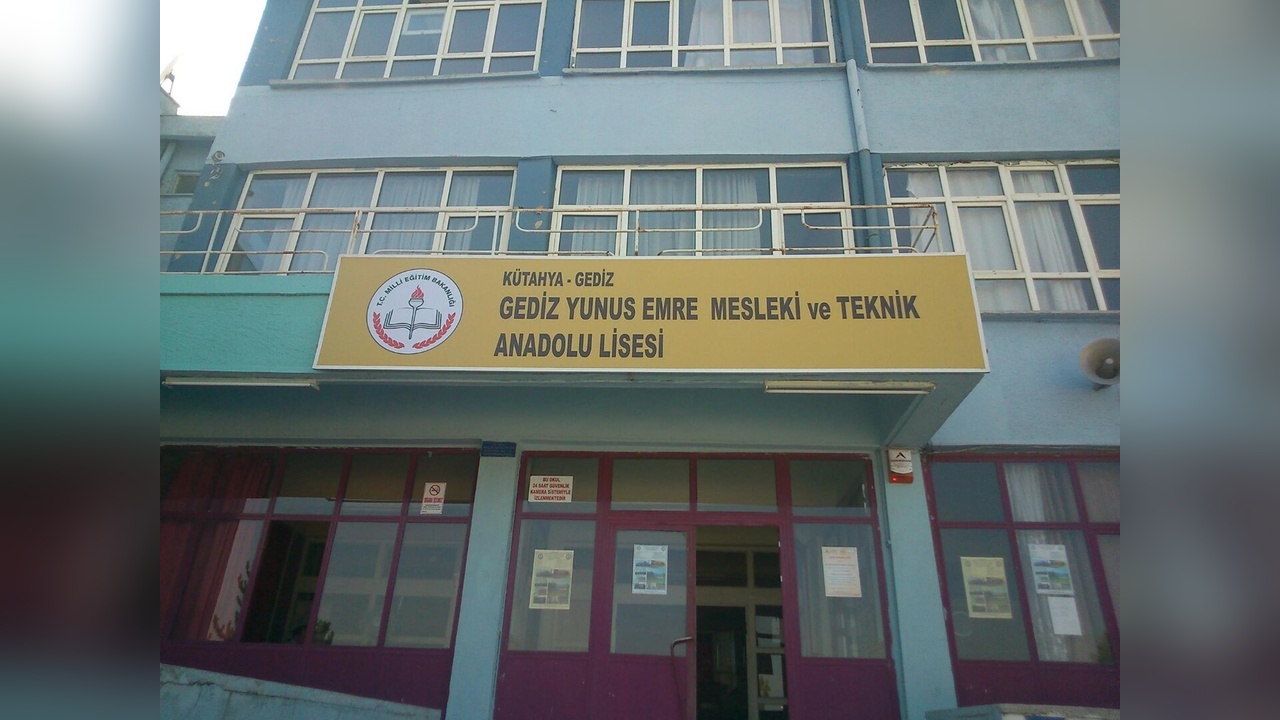 T.C. MİLLİ EĞİTİM BAKANLIĞI
KÜTAHYA - GEDİZ
GEDİZ YUNUS EMRE MESLEKİ ve TEKNİK
ANADOLU LİSESİ
BU OKUL
24 SAAT GÜVENLİK
KAMERA SİSTEMİYLE
İZLENMEKTEDİR